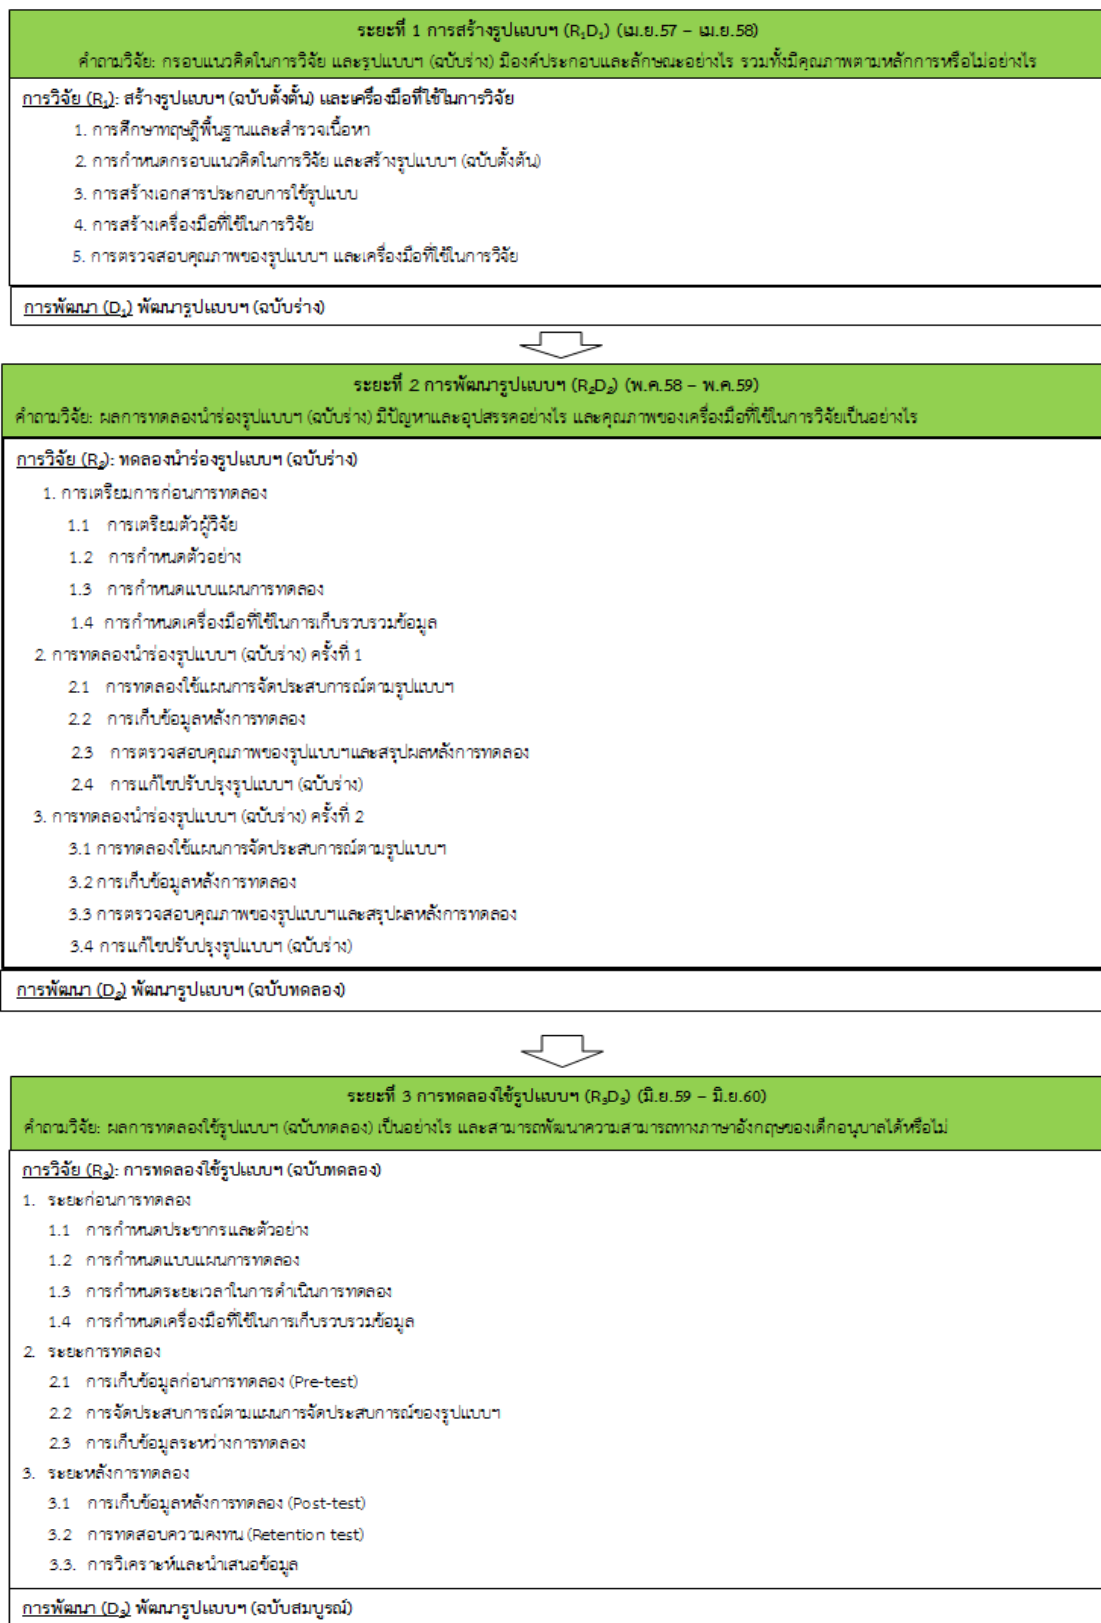 ระยะที่ 1 การสร้างรูปแบบฯ (R₁D₁) (เม.ย.57 – เม.ย.58)
คำถามวิจัย: กรอบแนวคิดในการวิจัย และรูปแบบฯ (ฉบับร่าง) มีองค์ประกอบและลักษณะอย่างไร รวมทั้งมีคุณภาพตามหลักการหรือไม่อย่างไร
การวิจัย (R₁): สร้างรูปแบบฯ (ฉบับตั้งต้น) และเครื่องมือที่ใช้ในการวิจัย
1. การศึกษาทฤษฎีพื้นฐานและสำรวจเนื้อหา
2. การกำหนดกรอบแนวคิดในการวิจัย และสร้างรูปแบบฯ (ฉบับตั้งต้น)
3. การสร้างเอกสารประกอบการใช้รูปแบบ
4. การสร้างเครื่องมือที่ใช้ในการวิจัย
5. การตรวจสอบคุณภาพของรูปแบบฯ และเครื่องมือที่ใช้ในการวิจัย
การพัฒนา (D₁) พัฒนารูปแบบฯ (ฉบับร่าง)
ระยะที่ 2 การพัฒนารูปแบบฯ (R₂D₂) (พ.ค.58 – พ.ค.59)
คำถามวิจัย: ผลการทดลองนำร่องรูปแบบฯ (ฉบับร่าง) มีปัญหาและอุปสรรคอย่างไร และคุณภาพของเครื่องมือที่ใช้ในการวิจัยเป็นอย่างไร
การวิจัย (R₂): ทดลองนำร่องรูปแบบฯ (ฉบับร่าง)
1. การเตรียมการก่อนการทดลอง
1.1 การเตรียมตัวผู้วิจัย
1.2 การกำหนดตัวอย่าง
1.3 การกำหนดแบบแผนการทดลอง
1.4 การกำหนดเครื่องมือที่ใช้ในการเก็บรวบรวมข้อมูล
2. การทดลองนำร่องรูปแบบฯ (ฉบับร่าง) ครั้งที่ 1
2.1 การทดลองใช้แผนการจัดประสบการณ์ตามรูปแบบฯ
2.2 การเก็บข้อมูลหลังการทดลอง
2.3 การตรวจสอบคุณภาพของรูปแบบฯและสรุปผลหลังการทดลอง
2.4 การแก้ไขปรับปรุงรูปแบบฯ (ฉบับร่าง)
3. การทดลองนำร่องรูปแบบฯ (ฉบับร่าง) ครั้งที่ 2
3.1 การทดลองใช้แผนการจัดประสบการณ์ตามรูปแบบฯ
3.2 การเก็บข้อมูลหลังการทดลอง
3.3 การตรวจสอบคุณภาพของรูปแบบฯและสรุปผลหลังการทดลอง
3.4 การแก้ไขปรับปรุงรูปแบบฯ (ฉบับร่าง)
การพัฒนา (D₂) พัฒนารูปแบบฯ (ฉบับทดลอง)
ระยะที่ 3 การทดลองใช้รูปแบบฯ (R₃D₃) (มิ.ย.59 – มิ.ย.60)
คำถามวิจัย: ผลการทดลองใช้รูปแบบฯ (ฉบับทดลอง) เป็นอย่างไร และสามารถพัฒนาความสามารถทางภาษาอังกฤษของเด็กอนุบาลได้หรือไม่
การวิจัย (R₃): การทดลองใช้รูปแบบฯ (ฉบับทดลอง)
1. ระยะก่อนการทดลอง
1.1 การกำหนดประชากรและตัวอย่าง
1.2 การกำหนดแบบแผนการทดลอง
1.3 การกำหนดระยะเวลาในการดำเนินการทดลอง
1.4 การกำหนดเครื่องมือที่ใช้ในการเก็บรวบรวมข้อมูล
2. ระยะการทดลอง
2.1 การเก็บข้อมูลก่อนการทดลอง (Pre-test)
2.2 การจัดประสบการณ์ตามแผนการจัดประสบการณ์ของรูปแบบฯ
2.3 การเก็บข้อมูลระหว่างการทดลอง
3. ระยะหลังการทดลอง
3.1 การเก็บข้อมูลหลังการทดลอง (Post-test)
3.2 การทดสอบความคงทน (Retention test)
3.3. การวิเคราะห์และนำเสนอข้อมูล
การพัฒนา (D₃) พัฒนารูปแบบฯ (ฉบับสมบูรณ์)